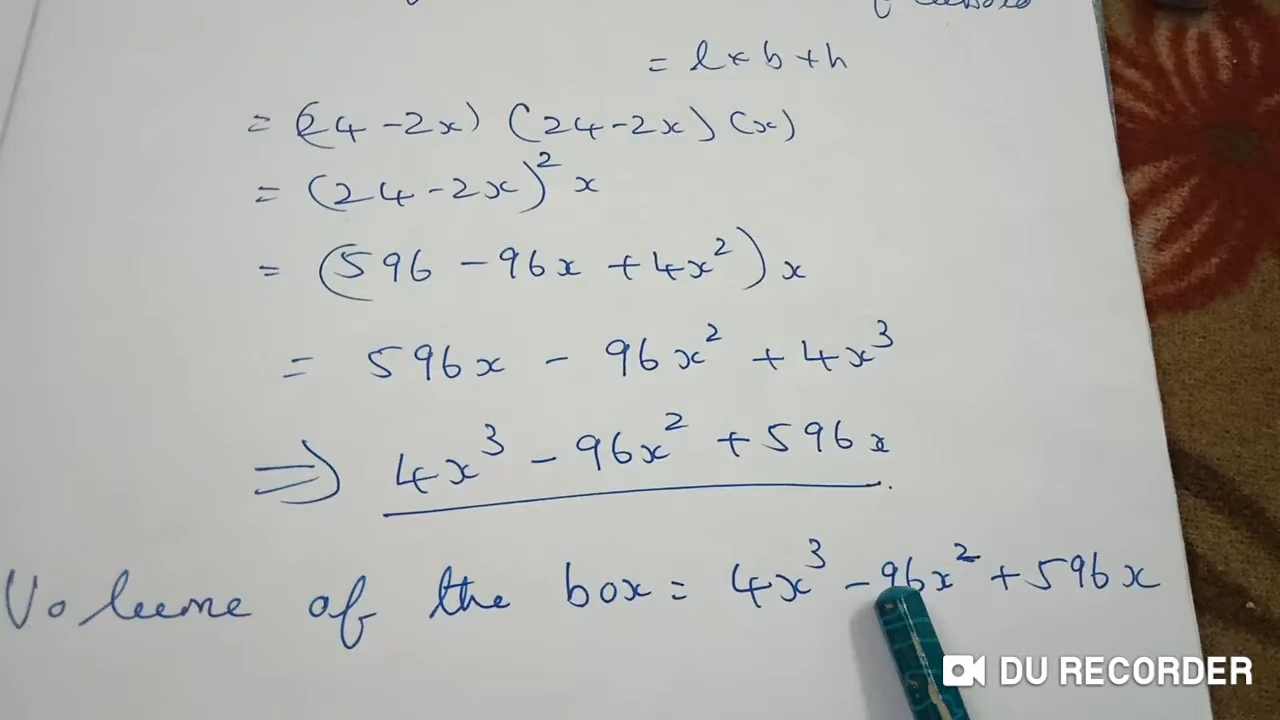 = l × b + h
= (24 - 2x) (24 - 2x) (x)
= (24 - 2x)² x
= (596 - 96x + 4x²) x
= 596x - 96x² + 4x³
⇒ 4x³ - 96x² + 596x
Volume of the box = 4x³ - 96x² + 596x
DU RECORDER